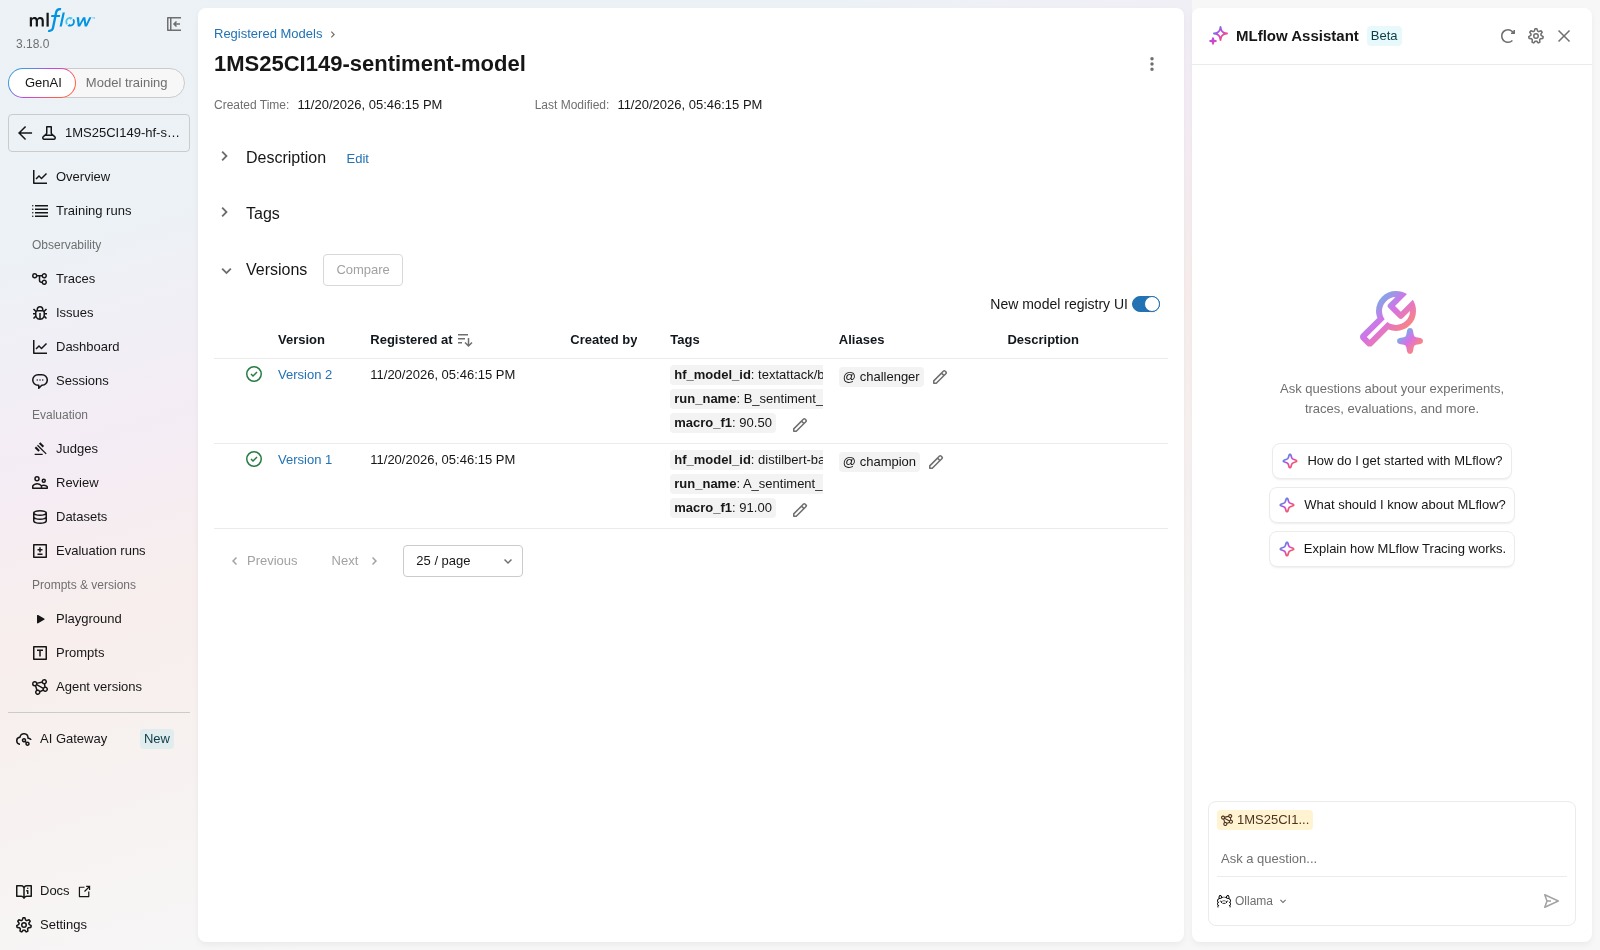 mlflow
3.18.0
GenAI
Model training
1MS25CI149-hf-s...
Overview
Training runs
Observability
Traces
Issues
Dashboard
Sessions
Evaluation
Judges
Review
Datasets
Evaluation runs
Prompts & versions
Playground
Prompts
Agent versions
AI Gateway New
Docs
Settings
Registered Models ›
1MS25CI149-sentiment-model
Created Time: 11/20/2026, 05:46:15 PM Last Modified: 11/20/2026, 05:46:15 PM
Description Edit
Tags
Versions Compare
New model registry UI
Version Registered at Created by Tags Aliases Description
Version 2 11/20/2026, 05:46:15 PM hf_model_id: textattack/b @ challenger
run_name: B_sentiment_
macro_f1: 90.50
Version 1 11/20/2026, 05:46:15 PM hf_model_id: distilbert-ba @ champion
run_name: A_sentiment_
macro_f1: 91.00
Previous Next 25 / page
MLflow Assistant Beta
Ask questions about your experiments,
traces, evaluations, and more.
How do I get started with MLflow?
What should I know about MLflow?
Explain how MLflow Tracing works.
1MS25CI1...
Ask a question...
Ollama